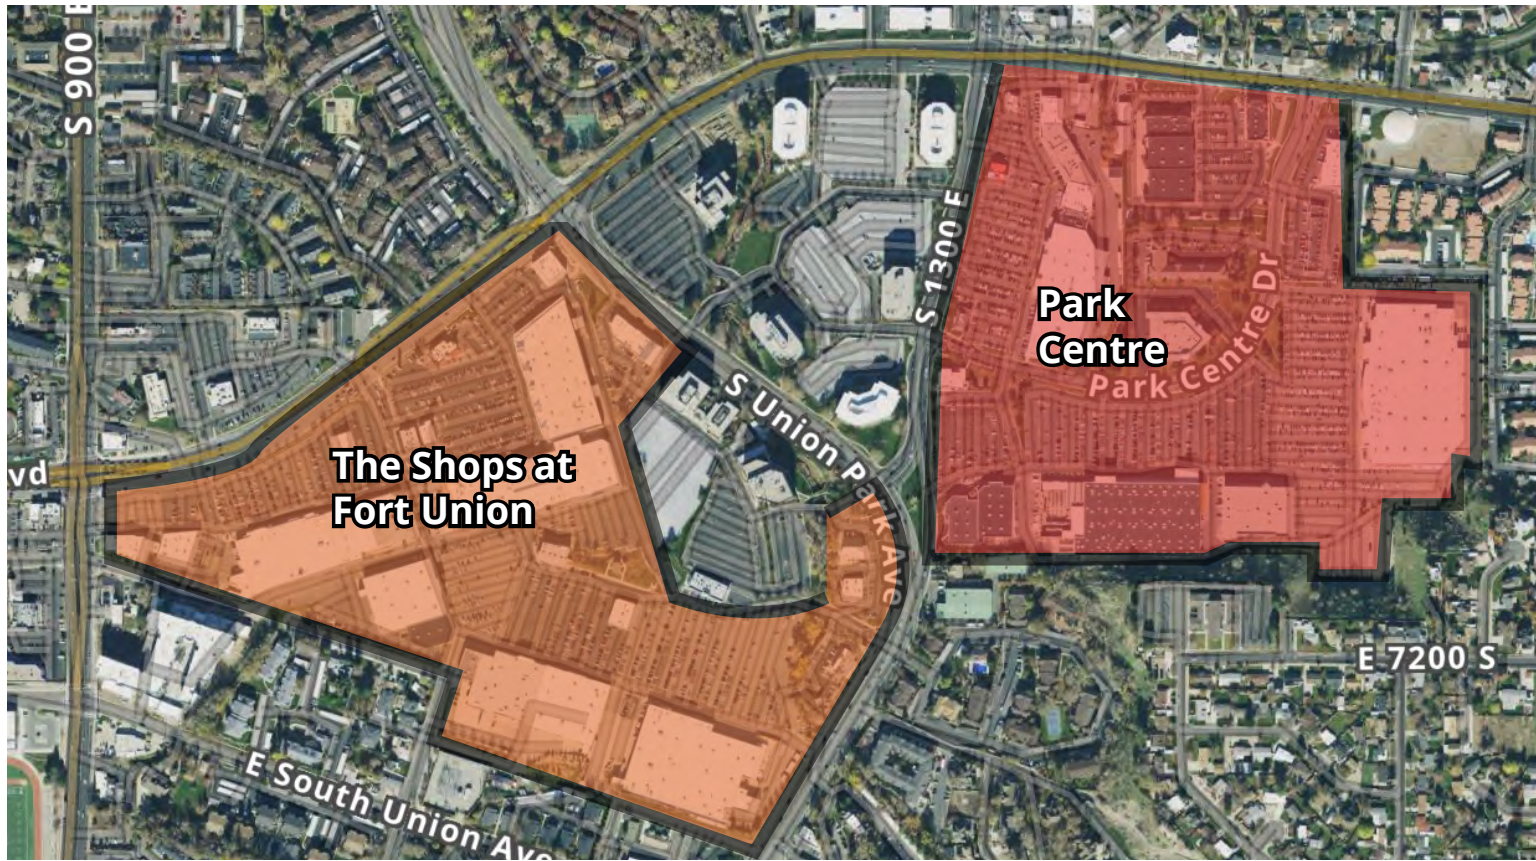 S 900 E
S 1300 E
Park
Centre
Park Centre Dr
S Union Park Ave
The Shops at
Fort Union
vd
E 7200 S
E South Union Ave